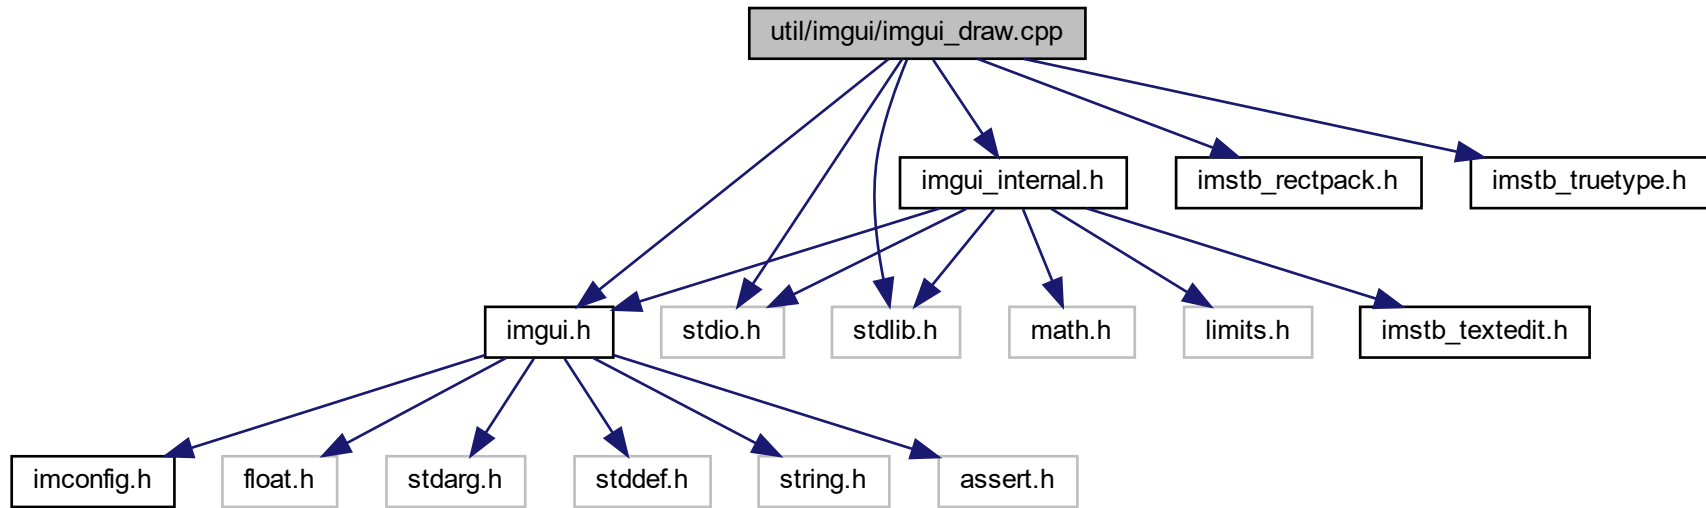 util/imgui/imgui_draw.cpp
imgui_internal.h
imstb_rectpack.h
imstb_truetype.h
imgui.h
stdio.h
stdlib.h
math.h
limits.h
imstb_textedit.h
imconfig.h
float.h
stdarg.h
stddef.h
string.h
assert.h